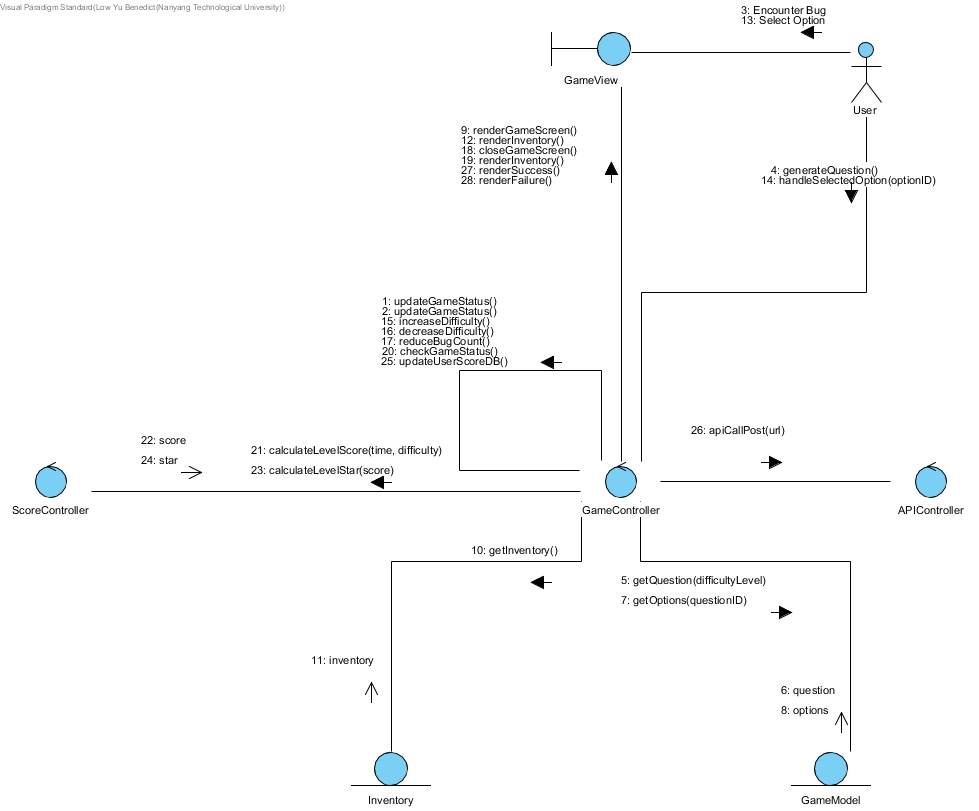 Visual Paradigm Standard(Low Yu Benedict(Nanyang Technological University))
3: Encounter Bug
13: Select Option
GameView
User
9: renderGameScreen()
12: renderInventory()
18: closeGameScreen()
19: renderInventory()
27: renderSuccess()
28: renderFailure()
4: generateQuestion()
14: handleSelectedOption(optionID)
1: updateGameStatus()
2: updateGameStatus()
15: increaseDifficulty()
16: decreaseDifficulty()
17: reduceBugCount()
20: checkGameStatus()
25: updateUserScoreDB()
22: score
24: star
21: calculateLevelScore(time, difficulty)
23: calculateLevelStar(score)
26: apiCallPost(url)
ScoreController
GameController
APIController
10: getInventory()
5: getQuestion(difficultyLevel)
7: getOptions(questionID)
11: inventory
6: question
8: options
Inventory
GameModel